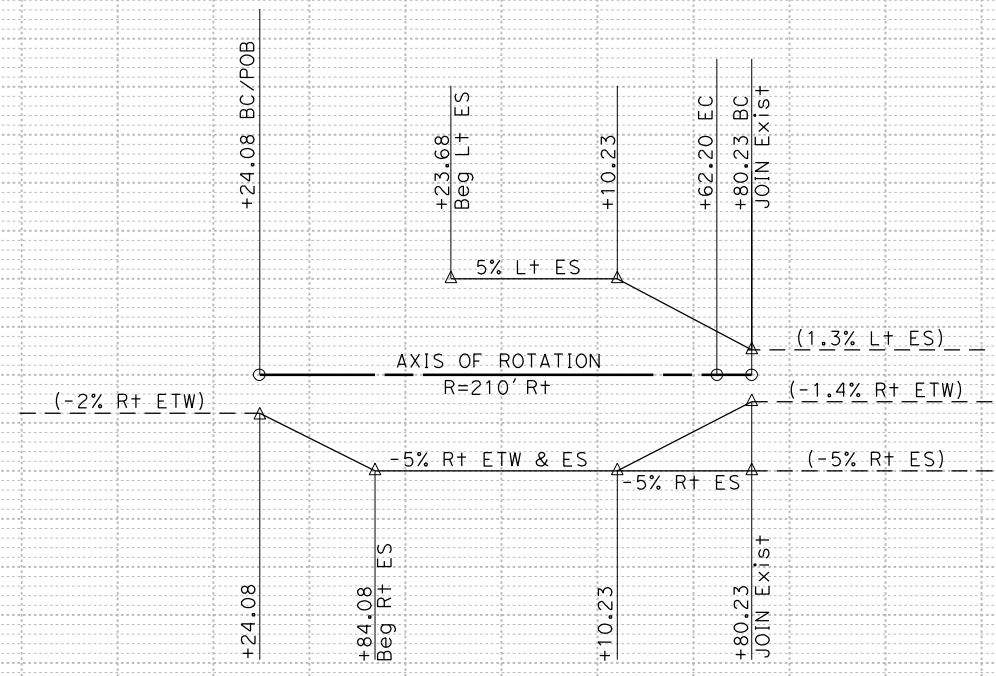 +24.08 BC/POB
+23.68
Beg Lt ES
+10.23
+62.20 EC
+80.23 BC
JOIN Exist
5% Lt ES
(1.3% Lt ES)
AXIS OF ROTATION
R=210' Rt
(-2% Rt ETW)
(-1.4% Rt ETW)
-5% Rt ETW & ES
(-5% Rt ES)
-5% Rt ES
+24.08
+84.08
Beg Rt ES
+10.23
+80.23
JOIN Exist